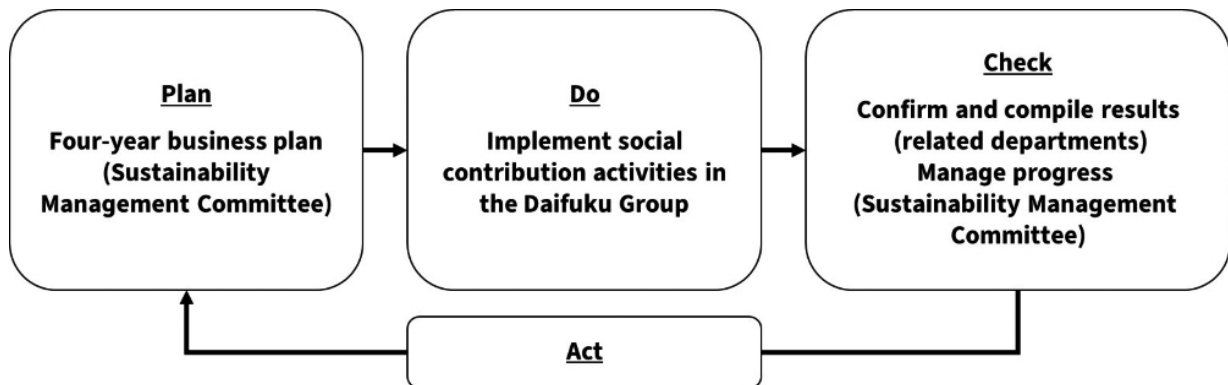 Plan
Four-year business plan
(Sustainability
Management Committee)
Do
Implement social
contribution activities in
the Daifuku Group
Check
Confirm and compile results
(related departments)
Manage progress
(Sustainability Management
Committee)
Act